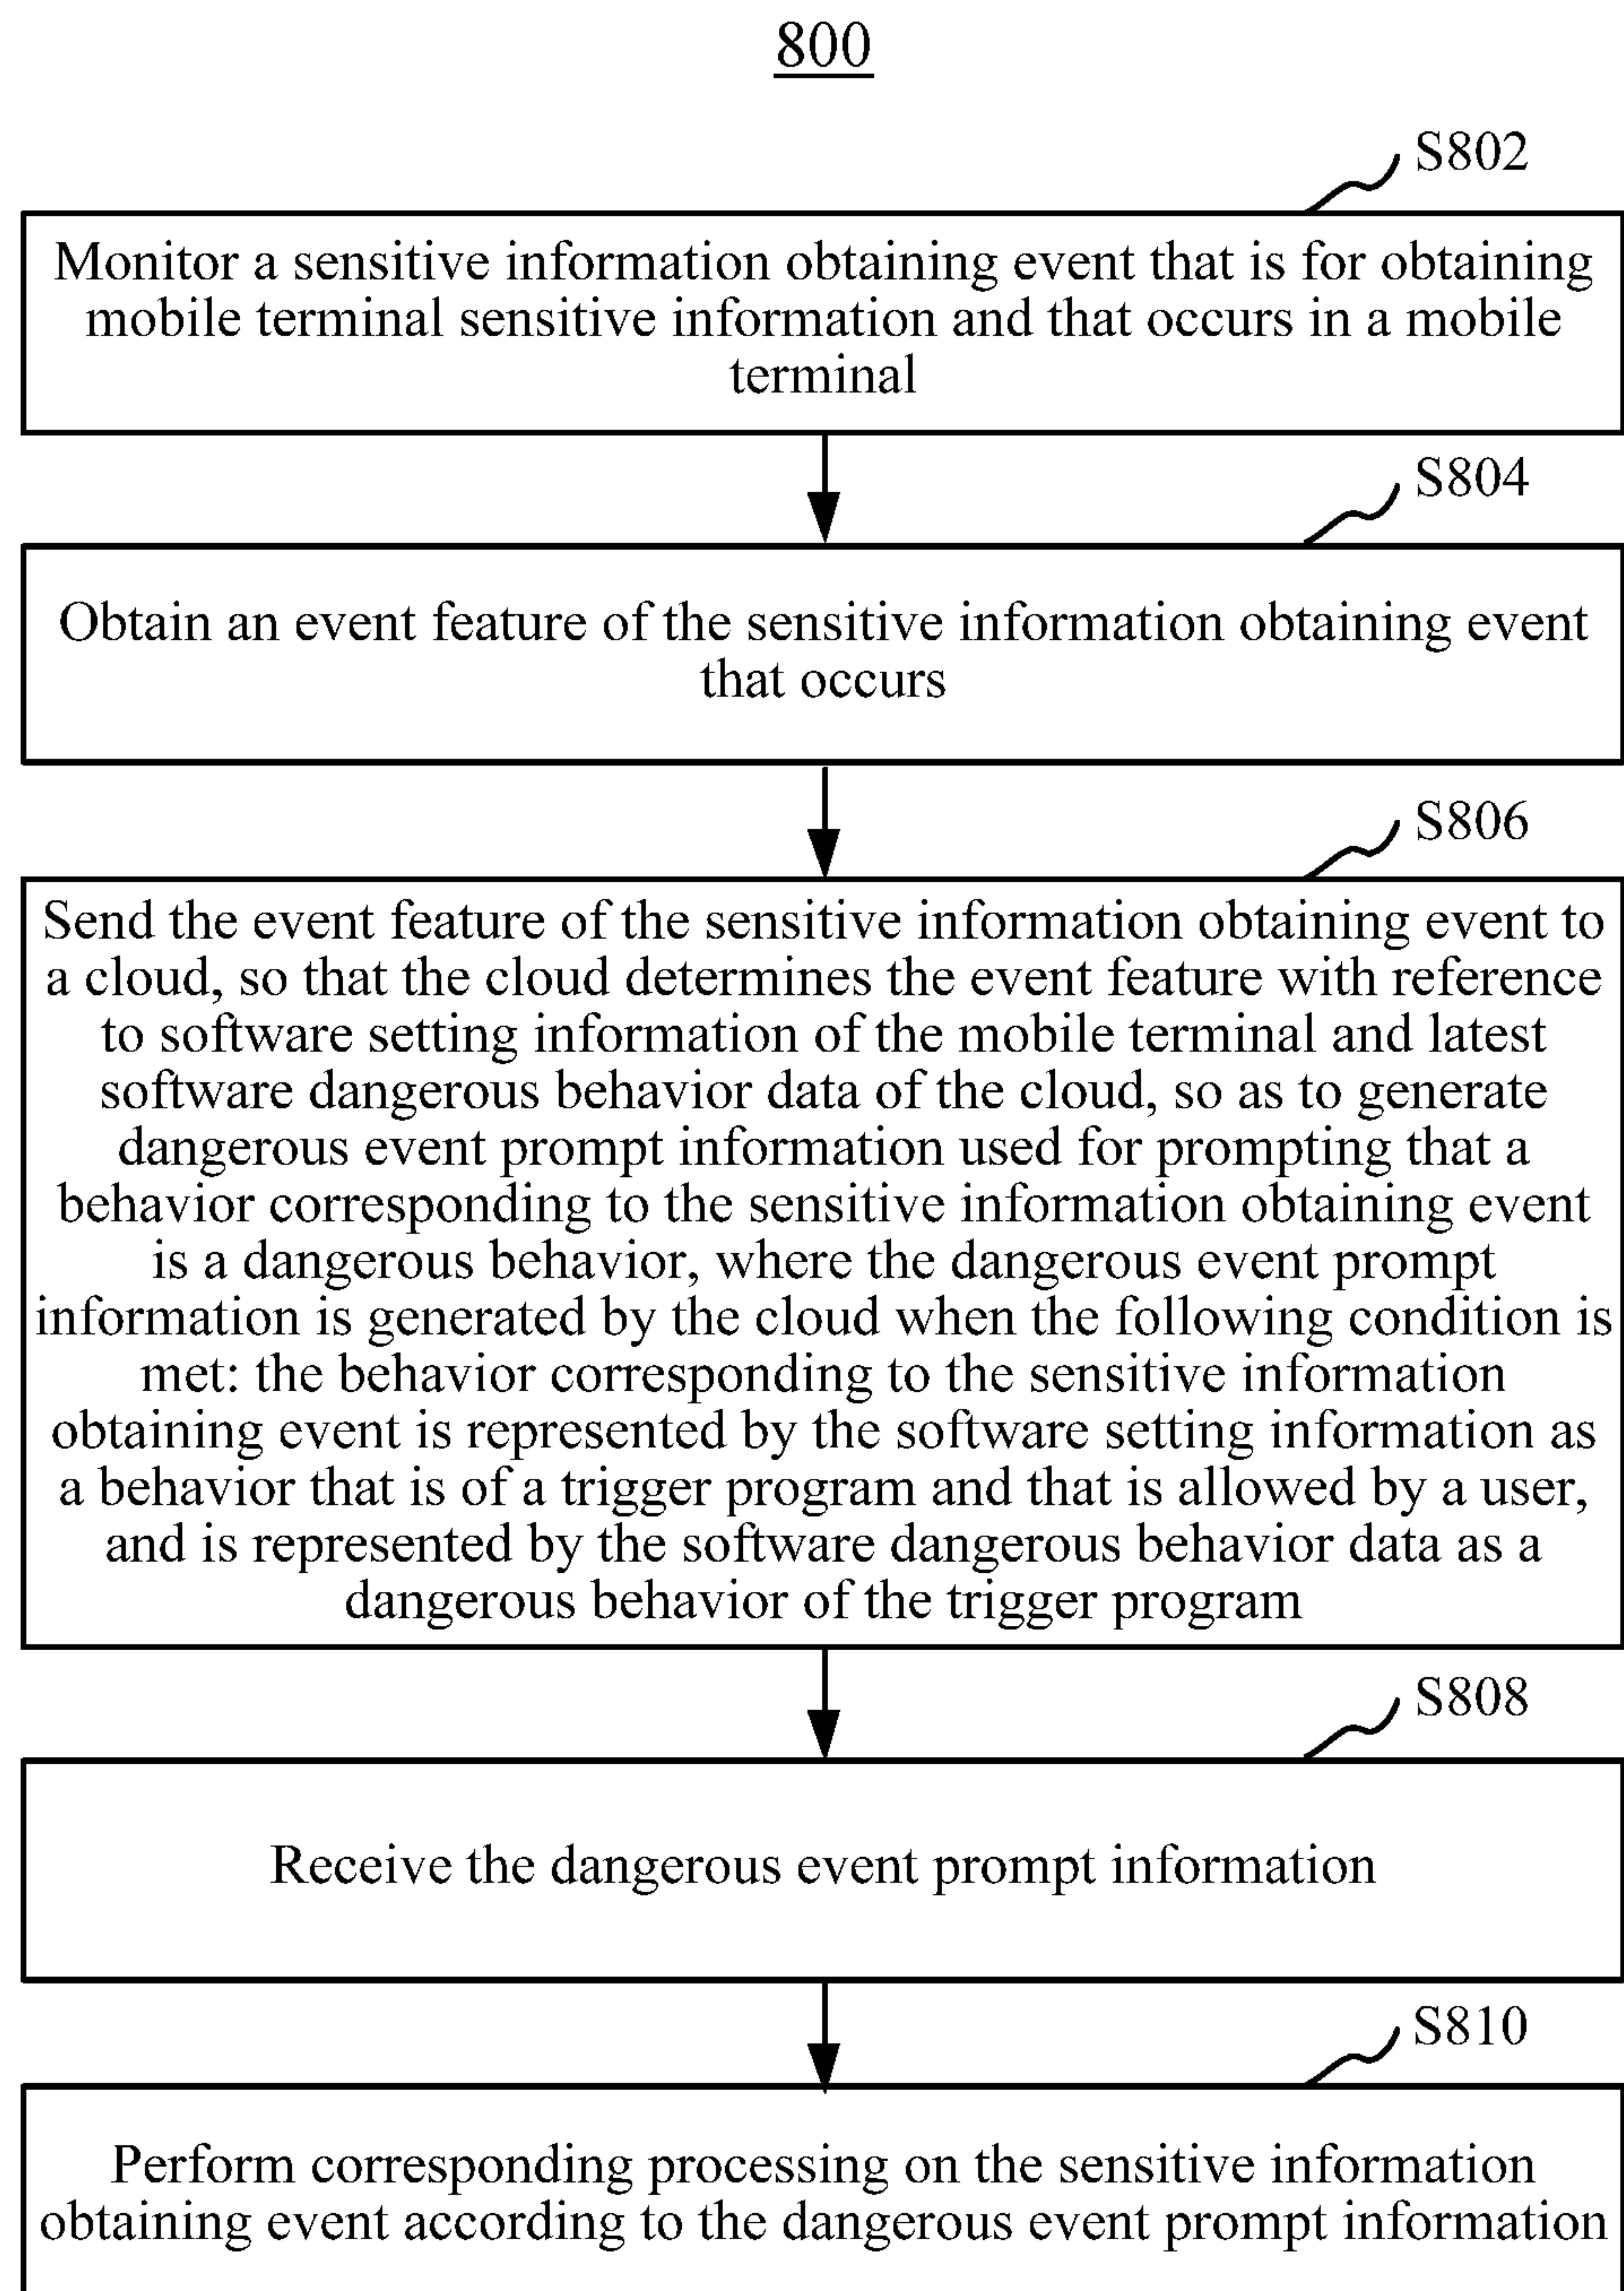 800
S802
Monitor a sensitive information obtaining event that is for obtaining
mobile terminal sensitive information and that occurs in a mobile
terminal
S804
Obtain an event feature of the sensitive information obtaining event
that occurs
S806
Send the event feature of the sensitive information obtaining event to
a cloud, so that the cloud determines the event feature with reference
to software setting information of the mobile terminal and latest
software dangerous behavior data of the cloud, so as to generate
dangerous event prompt information used for prompting that a
behavior corresponding to the sensitive information obtaining event
is a dangerous behavior, where the dangerous event prompt
information is generated by the cloud when the following condition is
met: the behavior corresponding to the sensitive information
obtaining event is represented by the software setting information as
a behavior that is of a trigger program and that is allowed by a user,
and is represented by the software dangerous behavior data as a
dangerous behavior of the trigger program
S808
Receive the dangerous event prompt information
S810
Perform corresponding processing on the sensitive information
obtaining event according to the dangerous event prompt information